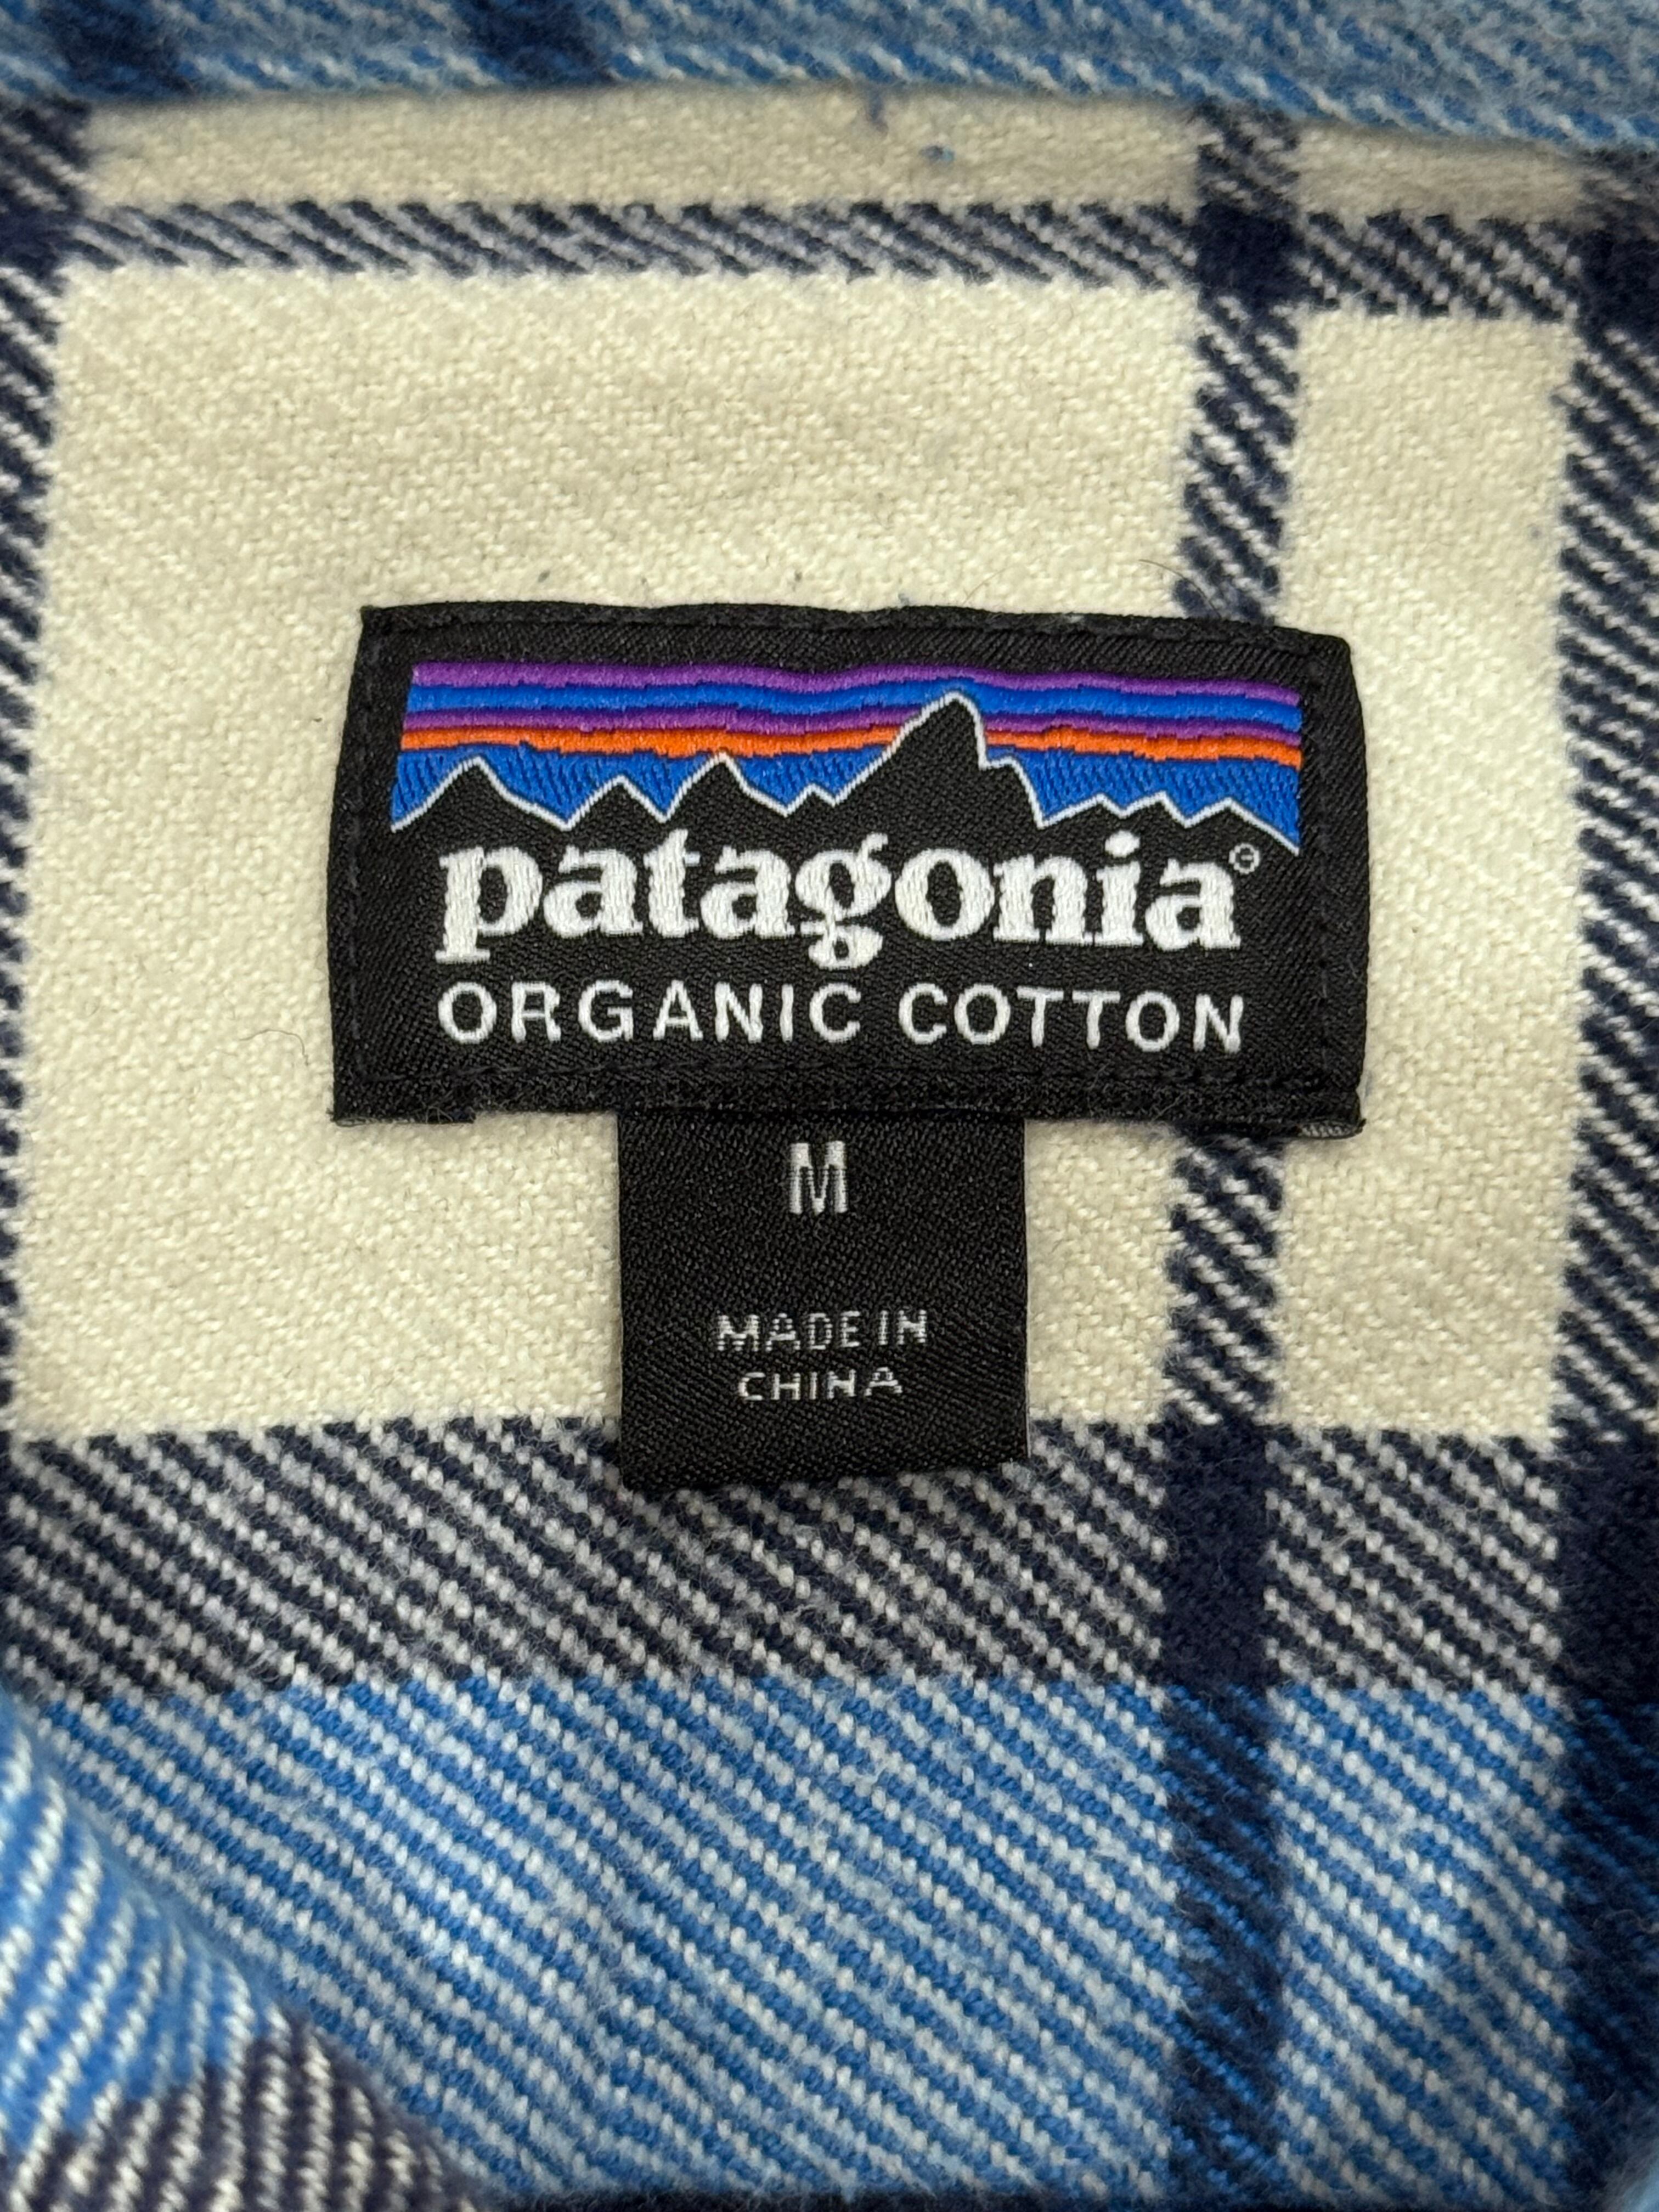 patagonia®
ORGANIC COTTON
M
MADE IN
CHINA